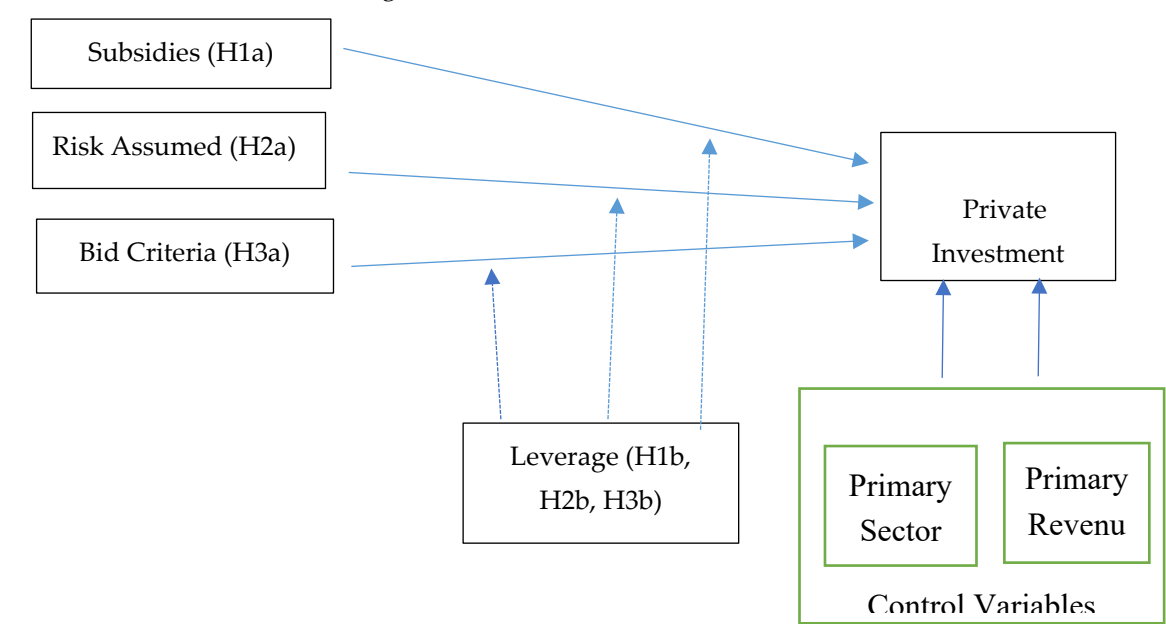 Subsidies (H1a)
Risk Assumed (H2a)
Bid Criteria (H3a)
Private
Investment
Leverage (H1b,
H2b, H3b)
Primary
Sector
Primary
Revenu
Control Variables